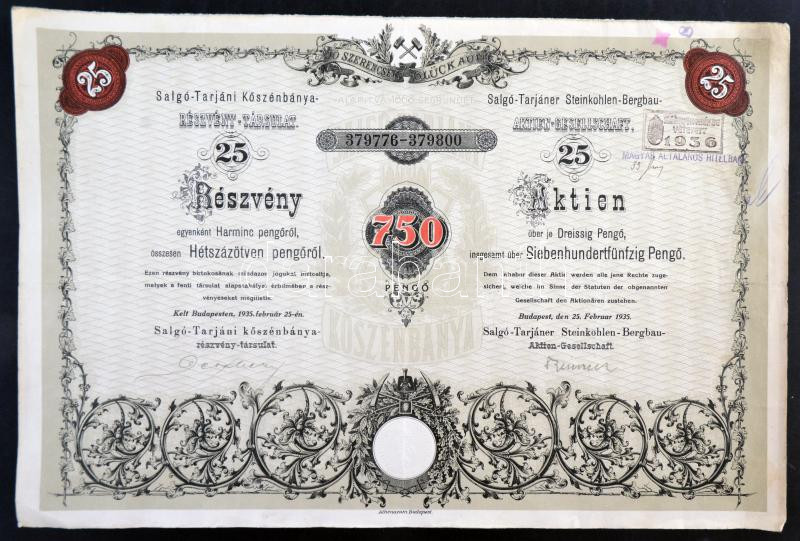 SZERENCSE
GLÜCK AUF
25
25
Salgó-Tarjáni Kőszénbánya-
RÉSZVÉNY-TÁRSULAT.
25
Részvény
egyenként Harminc pengőről,
összesen Hétszázötven pengőről.
Ezen részvény birtokosának
melyek a fenti társulat alapszabályai értelmében a rész-
vényeseket megilletik.
Kelt Budapesten, 1935. február 25-én.
Salgó-Tarjáni kőszénbánya-
részvény-társulat.
379776-379800
750
PENGŐ
KŐSZÉNBÁNYA
Salgó-Tarjáner Steinkohlen-Bergbau-
AKTIEN-GESELLSCHAFT,
25
Aktien
über je Dreissig Pengő,
insgesamt über Siebenhundertfünfzig Pengő.
Dem Inhaber dieser Aktie werden alle jene Rechte zuge-
sichert, welche im Sinne der Statuten der obgenannten
Gesellschaft den Aktionären zustehen.
Budapest, den 25. Februar 1935.
Salgó-Tarjáner Steinkohlen-Bergbau-
Aktien-Gesellschaft.
1936
MAGYAR ÁLTALÁNOS HITELBANK
Athenaeum Budapest